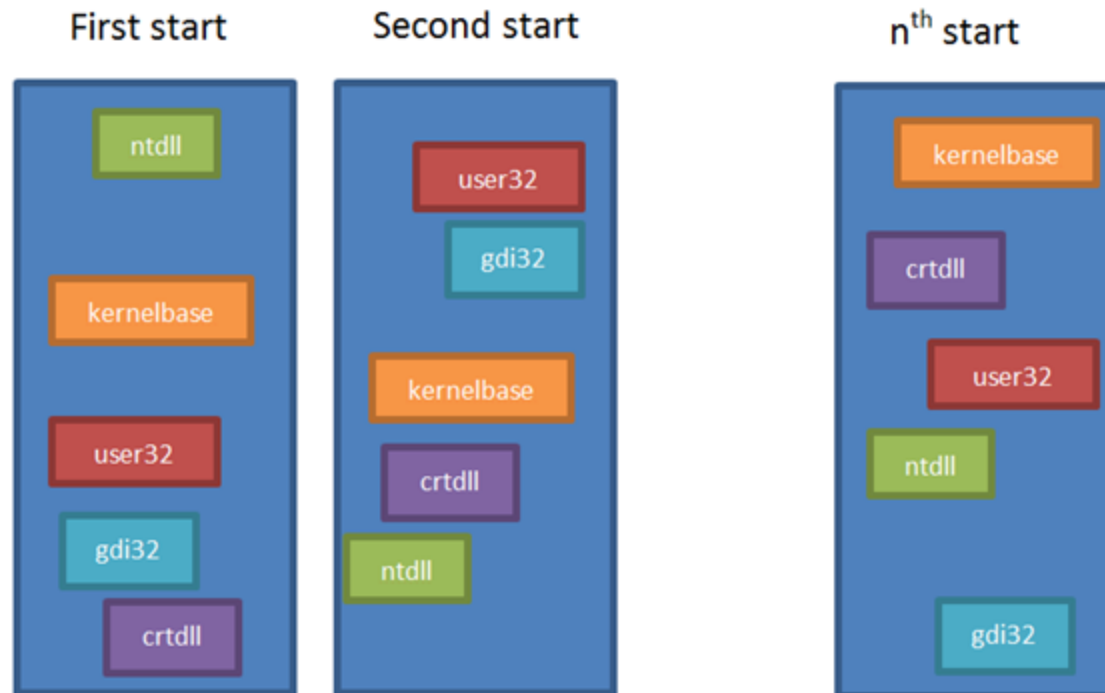 First start
ntdll
kernelbase
user32
gdi32
crtdll
Second start
user32
gdi32
kernelbase
crtdll
ntdll
nth start
kernelbase
crtdll
user32
ntdll
gdi32